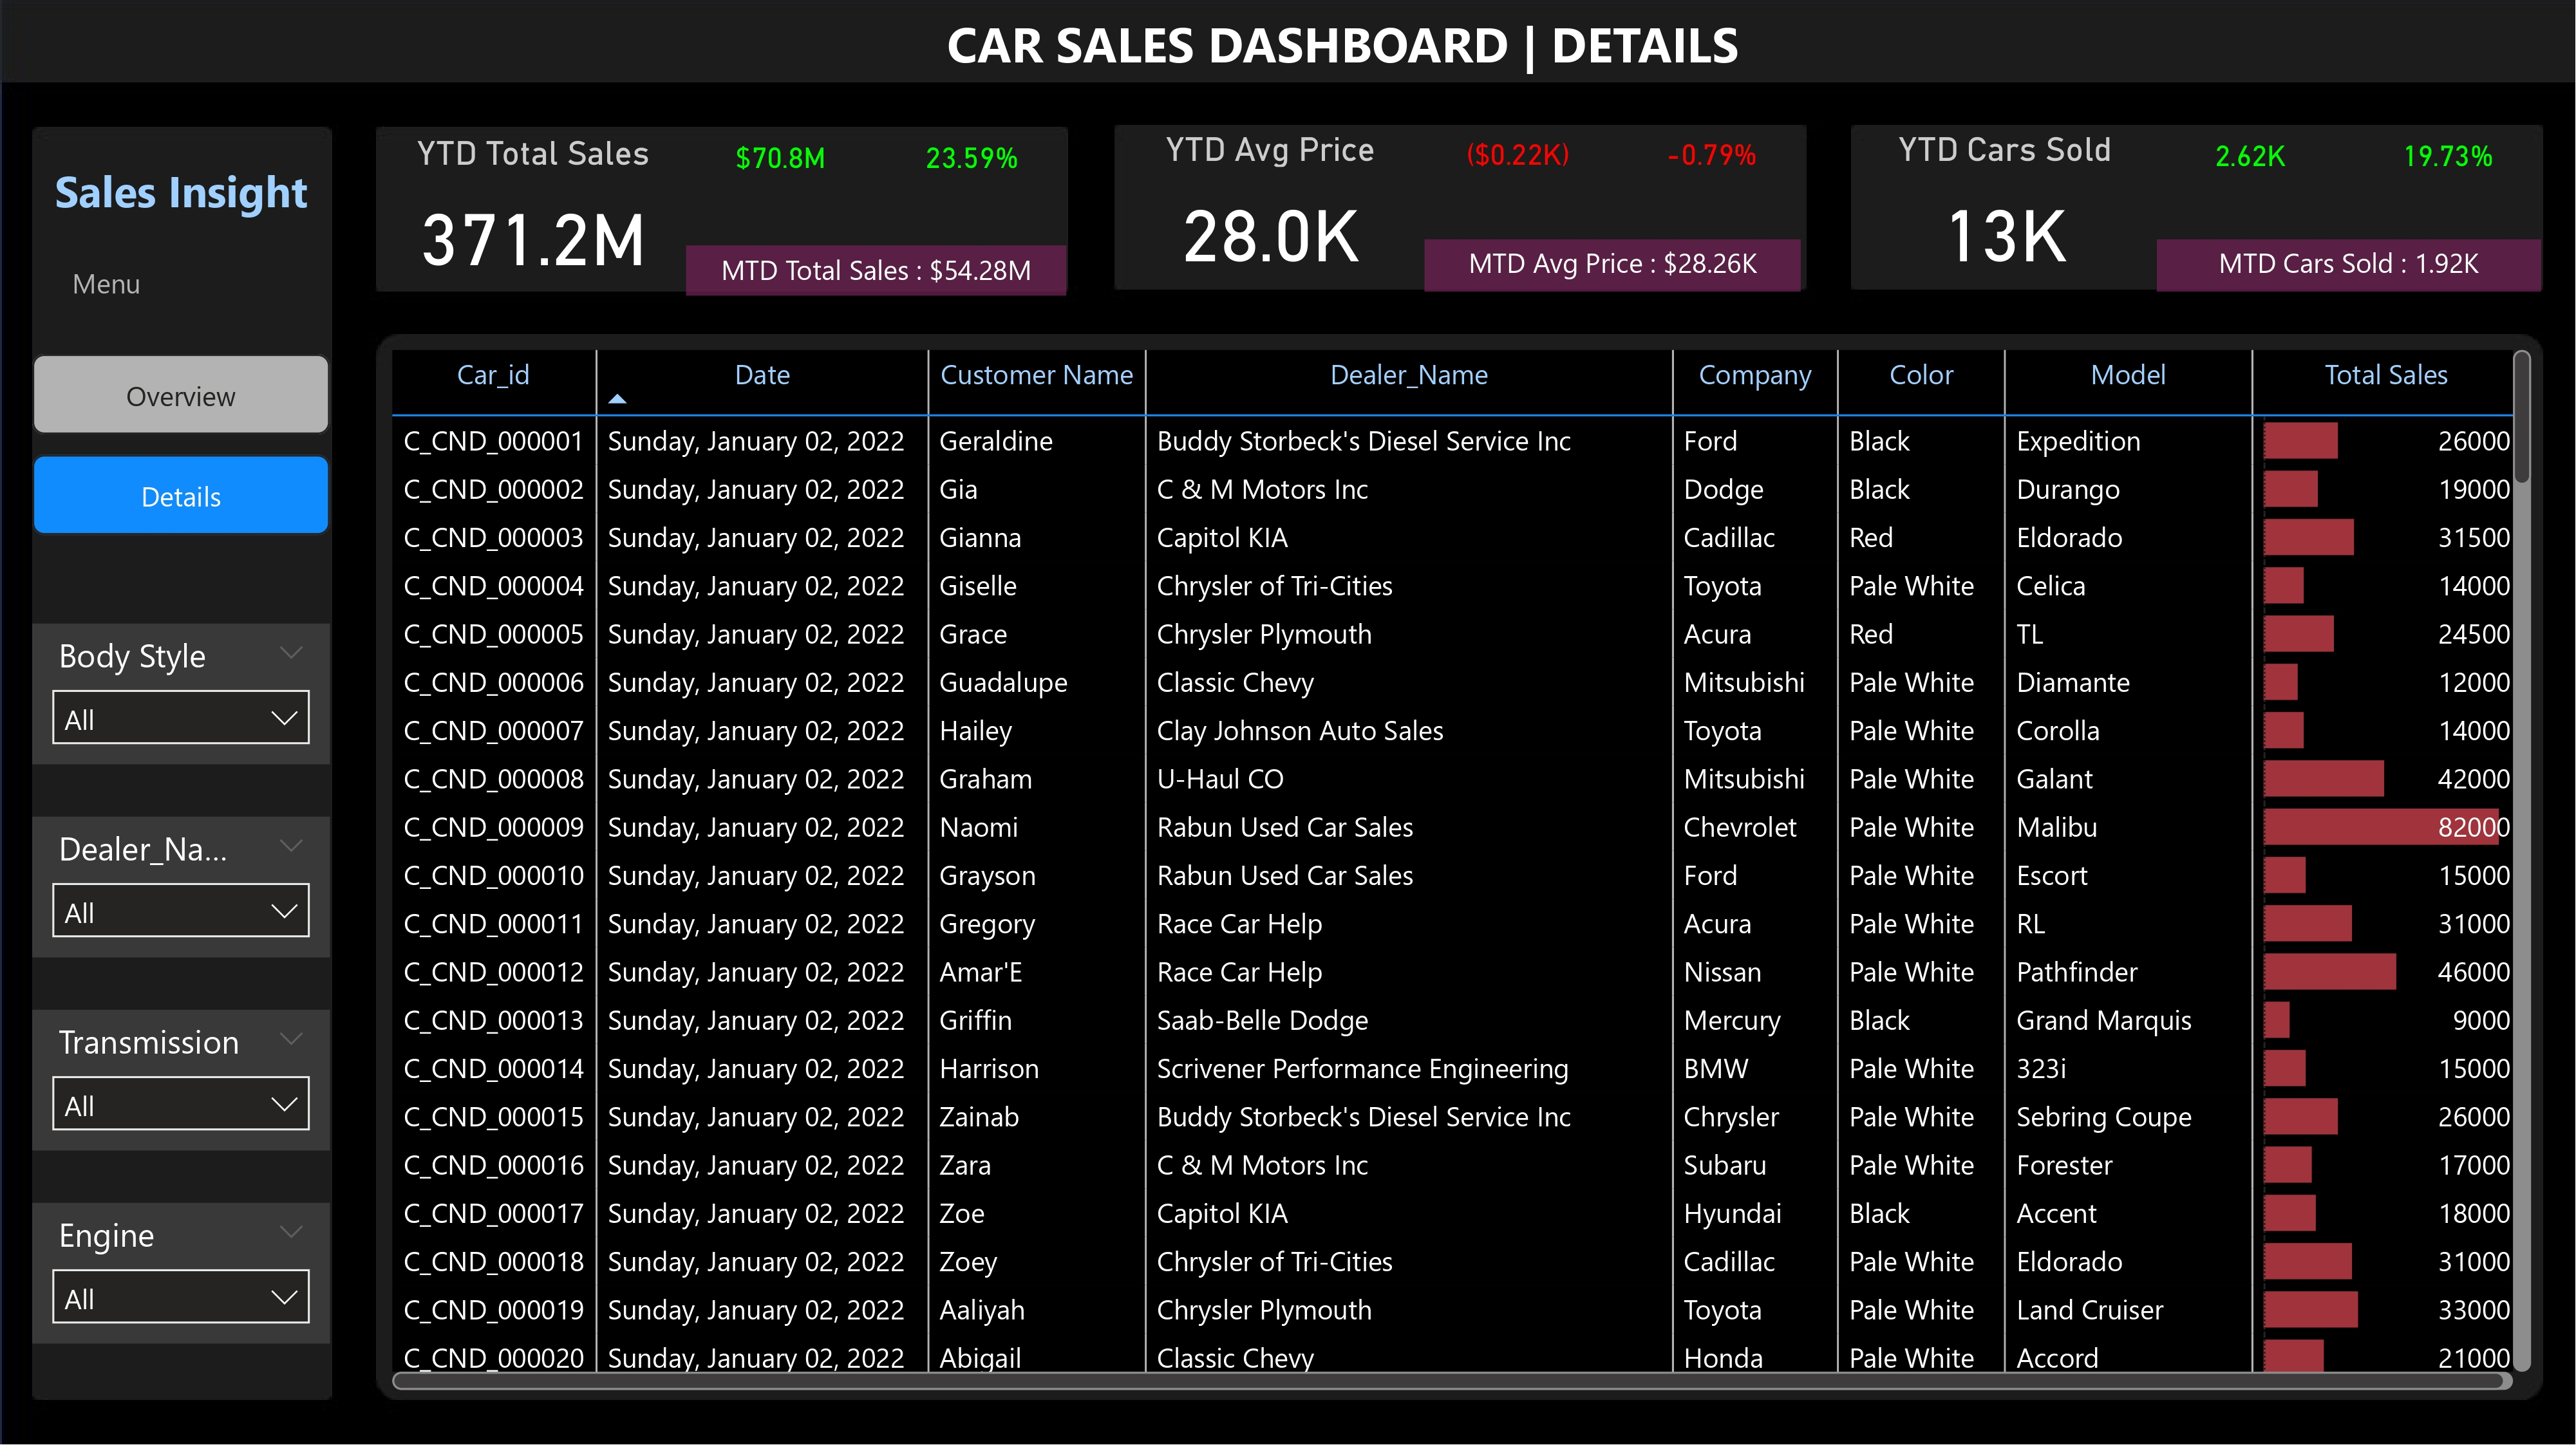 CAR SALES DASHBOARD | DETAILS
Sales Insight
Menu
Overview
Details
Body Style
All
Dealer_Na...
All
Transmission
All
Engine
All
YTD Total Sales $70.8M 23.59%
371.2M
MTD Total Sales : $54.28M
YTD Avg Price ($0.22K) -0.79%
28.0K
MTD Avg Price : $28.26K
YTD Cars Sold 2.62K 19.73%
13K
MTD Cars Sold : 1.92K
Car_id Date Customer Name Dealer_Name Company Color Model Total Sales
C_CND_000001 Sunday, January 02, 2022 Geraldine Buddy Storbeck's Diesel Service Inc Ford Black Expedition 26000
C_CND_000002 Sunday, January 02, 2022 Gia C & M Motors Inc Dodge Black Durango 19000
C_CND_000003 Sunday, January 02, 2022 Gianna Capitol KIA Cadillac Red Eldorado 31500
C_CND_000004 Sunday, January 02, 2022 Giselle Chrysler of Tri-Cities Toyota Pale White Celica 14000
C_CND_000005 Sunday, January 02, 2022 Grace Chrysler Plymouth Acura Red TL 24500
C_CND_000006 Sunday, January 02, 2022 Guadalupe Classic Chevy Mitsubishi Pale White Diamante 12000
C_CND_000007 Sunday, January 02, 2022 Hailey Clay Johnson Auto Sales Toyota Pale White Corolla 14000
C_CND_000008 Sunday, January 02, 2022 Graham U-Haul CO Mitsubishi Pale White Galant 42000
C_CND_000009 Sunday, January 02, 2022 Naomi Rabun Used Car Sales Chevrolet Pale White Malibu 82000
C_CND_000010 Sunday, January 02, 2022 Grayson Rabun Used Car Sales Ford Pale White Escort 15000
C_CND_000011 Sunday, January 02, 2022 Gregory Race Car Help Acura Pale White RL 31000
C_CND_000012 Sunday, January 02, 2022 Amar'E Race Car Help Nissan Pale White Pathfinder 46000
C_CND_000013 Sunday, January 02, 2022 Griffin Saab-Belle Dodge Mercury Black Grand Marquis 9000
C_CND_000014 Sunday, January 02, 2022 Harrison Scrivener Performance Engineering BMW Pale White 323i 15000
C_CND_000015 Sunday, January 02, 2022 Zainab Buddy Storbeck's Diesel Service Inc Chrysler Pale White Sebring Coupe 26000
C_CND_000016 Sunday, January 02, 2022 Zara C & M Motors Inc Subaru Pale White Forester 17000
C_CND_000017 Sunday, January 02, 2022 Zoe Capitol KIA Hyundai Black Accent 18000
C_CND_000018 Sunday, January 02, 2022 Zoey Chrysler of Tri-Cities Cadillac Pale White Eldorado 31000
C_CND_000019 Sunday, January 02, 2022 Aaliyah Chrysler Plymouth Toyota Pale White Land Cruiser 33000
C_CND_000020 Sunday, January 02, 2022 Abigail Classic Chevy Honda Pale White Accord 21000